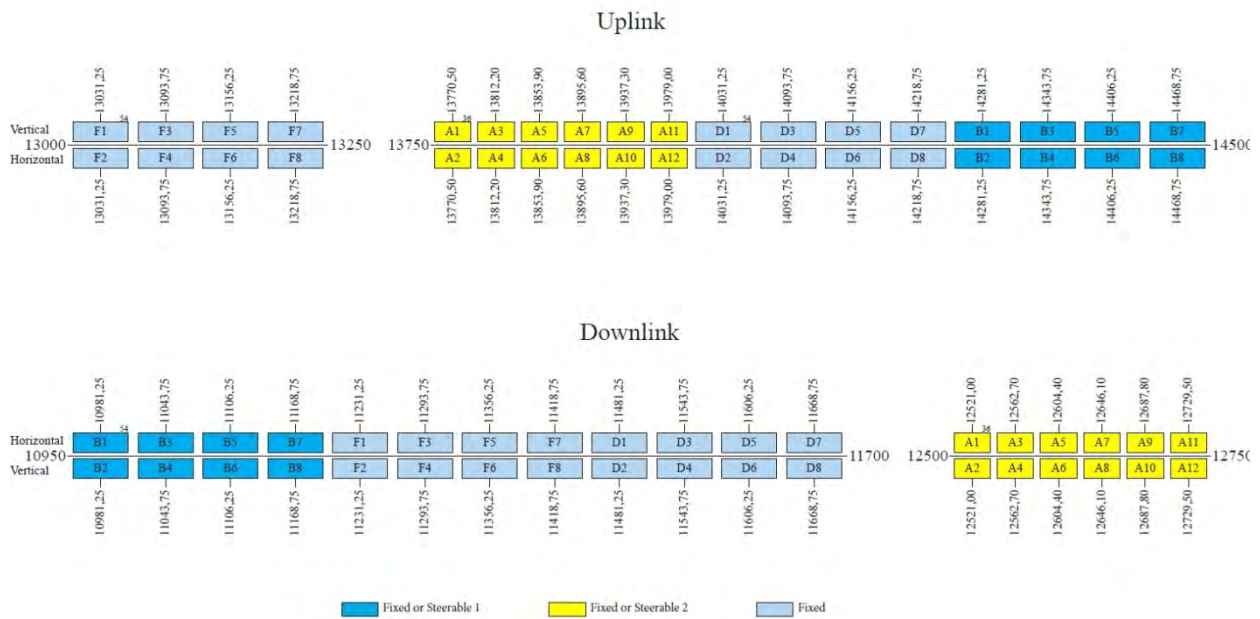 Uplink
13031,25 13093,75 13156,25 13218,75 13770,50 13812,20 13853,90 13895,60 13937,30 13979,00 14031,25 14093,75 14156,25 14218,75 14281,25 14343,75 14406,25 14468,75
54 36 54
Vertical F1 F3 F5 F7 A1 A3 A5 A7 A9 A11 D1 D3 D5 D7 B1 B3 B5 B7
13000 13250 13750 14500
Horizontal F2 F4 F6 F8 A2 A4 A6 A8 A10 A12 D2 D4 D6 D8 B2 B4 B6 B8
13031,25 13093,75 13156,25 13218,75 13770,50 13812,20 13853,90 13895,60 13937,30 13979,00 14031,25 14093,75 14156,25 14218,75 14281,25 14343,75 14406,25 14468,75
Downlink
10981,25 11043,75 11106,25 11168,75 11231,25 11293,75 11356,25 11418,75 11481,25 11543,75 11606,25 11668,75 12521,00 12562,70 12604,40 12646,10 12687,80 12729,50
54 36
Horizontal B1 B3 B5 B7 F1 F3 F5 F7 D1 D3 D5 D7 A1 A3 A5 A7 A9 A11
10950 11700 12500 12750
Vertical B2 B4 B6 B8 F2 F4 F6 F8 D2 D4 D6 D8 A2 A4 A6 A8 A10 A12
10981,25 11043,75 11106,25 11168,75 11231,25 11293,75 11356,25 11418,75 11481,25 11543,75 11606,25 11668,75 12521,00 12562,70 12604,40 12646,10 12687,80 12729,50
Fixed or Steerable 1 Fixed or Steerable 2 Fixed